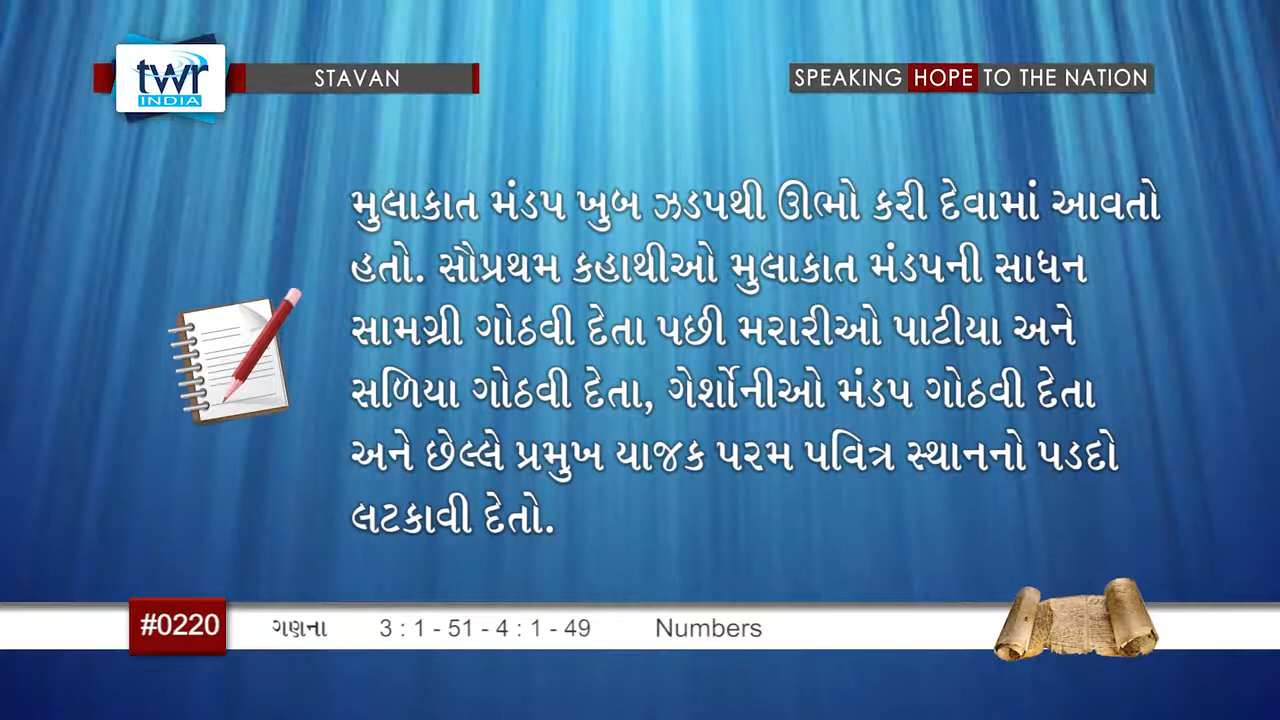 twr
INDIA
STAVAN
SPEAKING HOPE TO THE NATION
મુલાકાત મંડપ ખુબ ઝડપથી ઊભો કરી દેવામાં આવતો
હતો. સૌપ્રથમ કહાથીઓ મુલાકાત મંડપની સાધન
સામગ્રી ગોઠવી દેતા પછી મરારીઓ પાટીયા અને
સળિયા ગોઠવી દેતા, ગેર્શોનીઓ મંડપ ગોઠવી દેતા
અને છેલ્લે પ્રમુખ યાજક પરમ પવિત્ર સ્થાનનો પડદો
લટકાવી દેતો.
#0220 ગણના 3 : 1 - 51 - 4 : 1 - 49 Numbers